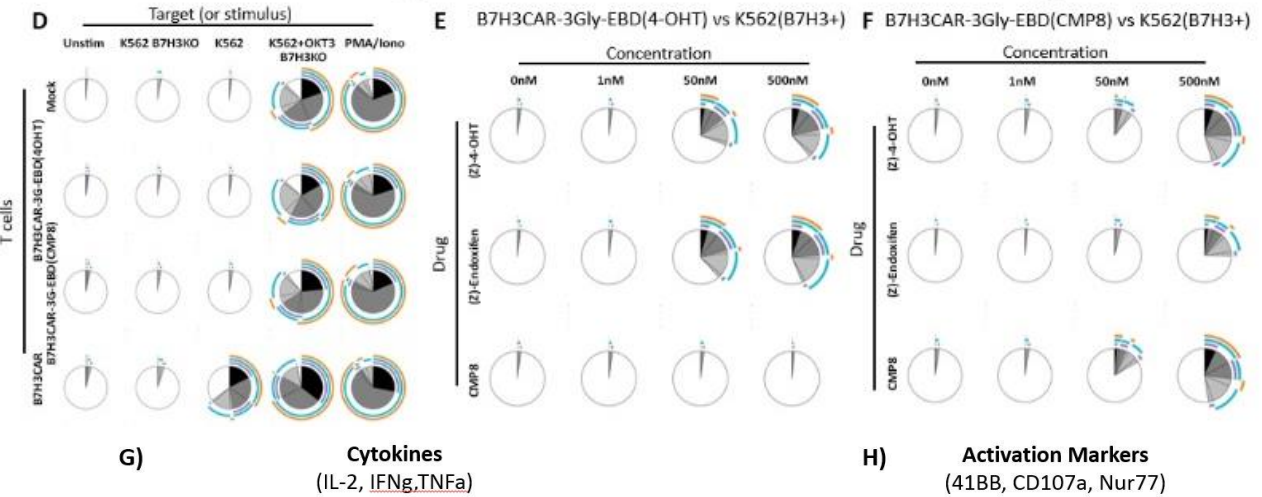 D
Target (or stimulus)
Unstim K562 B7H3KO K562 K562+OKT3 B7H3KO PMA/Iono
T cells
Mock
B7H3CAR-3G-EBD(4OHT)
B7H3CAR-3G-EBD(CMP8)
B7H3CAR
E B7H3CAR-3Gly-EBD(4-OHT) vs K562(B7H3+)
Concentration
0nM 1nM 50nM 500nM
Drug
(Z)-4-OHT
(Z)-Endoxifen
CMP8
F B7H3CAR-3Gly-EBD(CMP8) vs K562(B7H3+)
Concentration
0nM 1nM 50nM 500nM
Drug
(Z)-4-OHT
(Z)-Endoxifen
CMP8
G) Cytokines
(IL-2, IFNg,TNFa)
H) Activation Markers
(41BB, CD107a, Nur77)